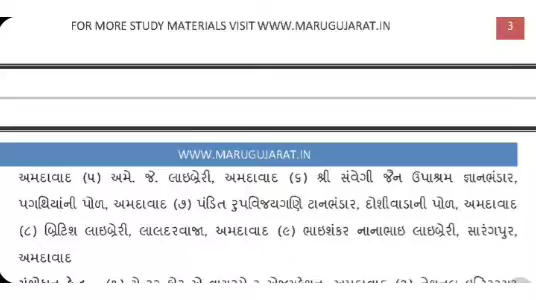 FOR MORE STUDY MATERIALS VISIT WWW.MARUGUJARAT.IN 3
WWW.MARUGUJARAT.IN
અમદાવાદ (૫) અમે. જે. લાઇબ્રેરી, અમદાવાદ (૬) શ્રી સંવેગી જૈન ઉપાશ્રમ જ્ઞાનભંડાર,
પગથિયાંની પોળ, અમદાવાદ (૭) પંડિત રુપવિજયગણિ ટાનભંડાર, દોશીવાડાની પોળ, અમદાવાદ
(૮) બ્રિટિશ લાઇબ્રેરી, લાલદરવાજા, અમદાવાદ (૯) ભાઇશંકર નાનાભાઇ લાઇબ્રેરી, સારંગપુર,
અમદાવાદ